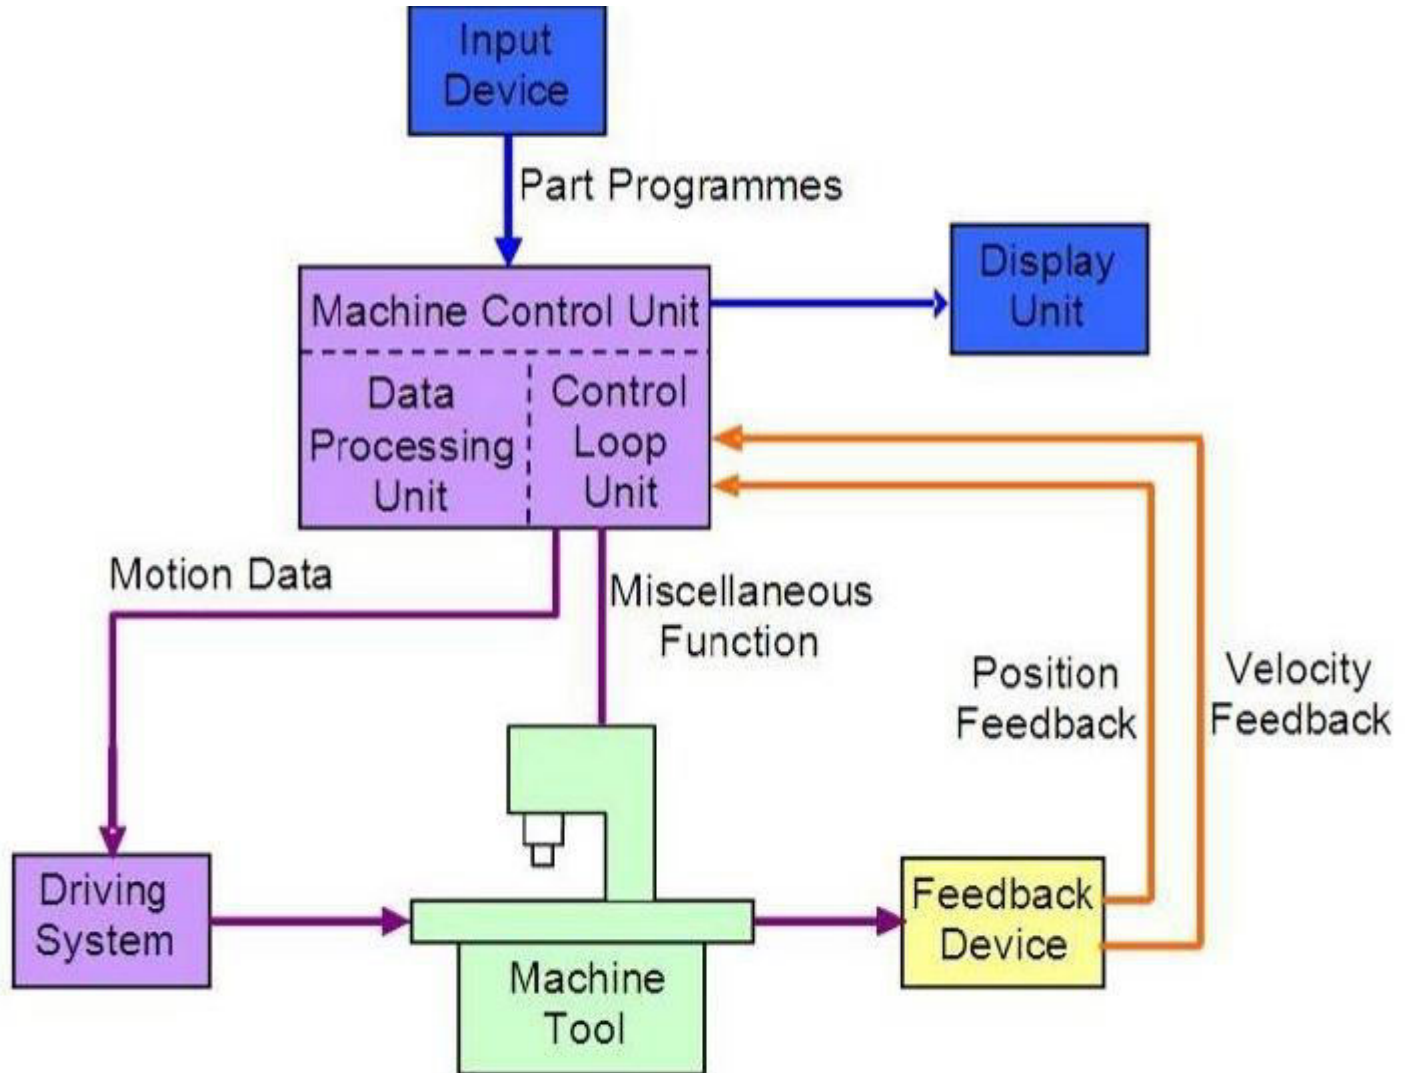 Input
Device
Part Programmes
Display
Unit
Machine Control Unit
Data
Processing
Unit
Control
Loop
Unit
Motion Data
Miscellaneous
Function
Position
Feedback
Velocity
Feedback
Driving
System
Machine
Tool
Feedback
Device